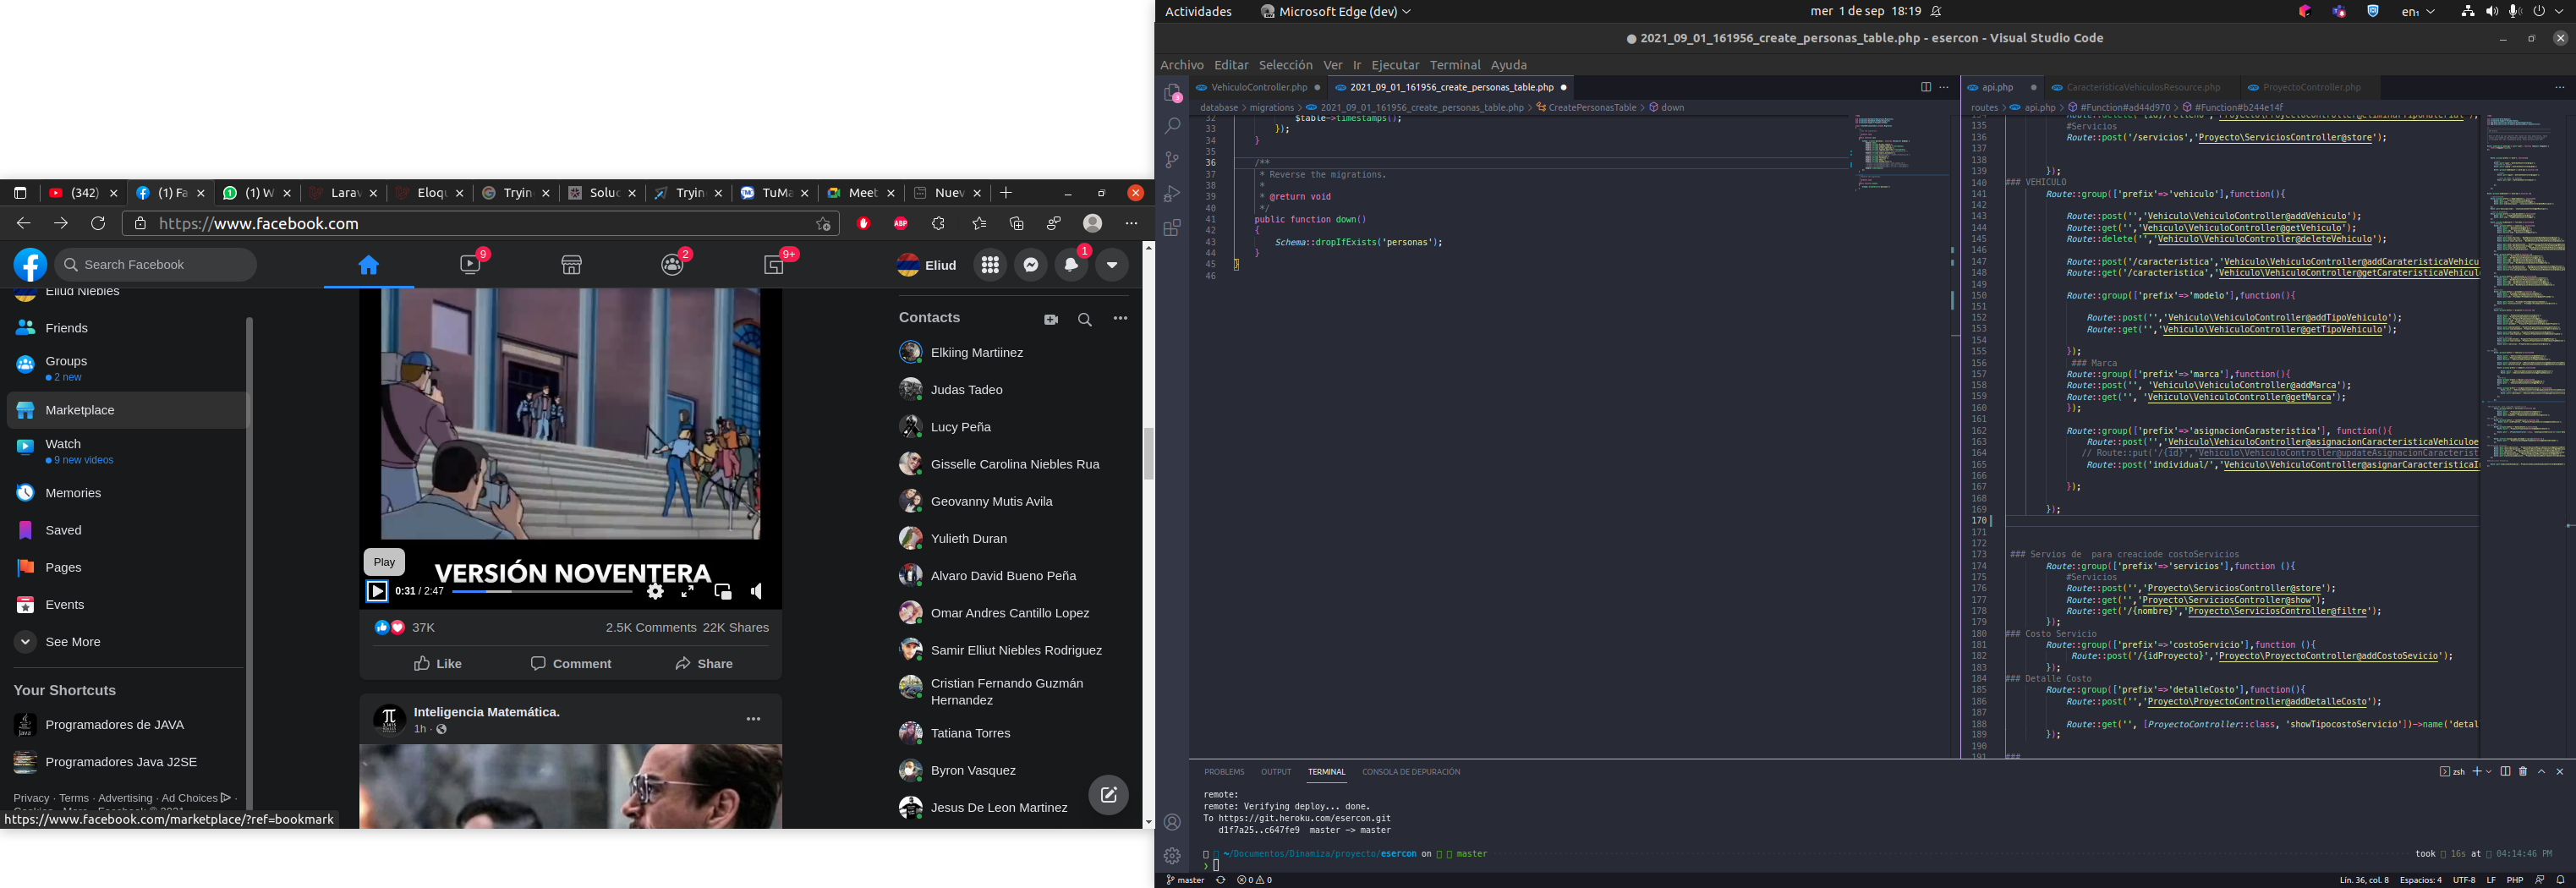 Actividades
Microsoft Edge (dev)
mer 1 de sep 18:19
en₁
● 2021_09_01_161956_create_personas_table.php - esercon - Visual Studio Code
Archivo Editar Selección Ver Ir Ejecutar Terminal Ayuda
VehiculoController.php
2021_09_01_161956_create_personas_table.php
database > migrations > 2021_09_01_161956_create_personas_table.php > CreatePersonasTable > down
32 $table->timestamps();
33 });
34 }
35
36 /**
37 * Reverse the migrations.
38 *
39 * @return void
40 */
41 public function down()
42 {
43 Schema::dropIfExists('personas');
44 }
45 }
46
api.php
CaracteristicaVehiculosResource.php
ProyectoController.php
routes > api.php > #Function#ad44d970 > #Function#b244e14f
135 #Servicios
136 Route::post('/servicios','Proyecto\ServiciosController@store');
137
138
139 });
140 ### VEHICULO
141 Route::group(['prefix'=>'vehiculo'],function(){
142
143 Route::post('','Vehiculo\VehiculoController@addVehiculo');
144 Route::get('','Vehiculo\VehiculoController@getVehiculo');
145 Route::delete('','Vehiculo\VehiculoController@deleteVehiculo');
146
147 Route::post('/caracteristica','Vehiculo\VehiculoController@addCarateristicaVehicu
148 Route::get('/caracteristica','Vehiculo\VehiculoController@getCarateristicaVehicul
149
150 Route::group(['prefix'=>'modelo'],function(){
151
152 Route::post('','Vehiculo\VehiculoController@addTipoVehiculo');
153 Route::get('','Vehiculo\VehiculoController@getTipoVehiculo');
154
155 });
156 ### Marca
157 Route::group(['prefix'=>'marca'],function(){
158 Route::post('', 'Vehiculo\VehiculoController@addMarca');
159 Route::get('', 'Vehiculo\VehiculoController@getMarca');
160 });
161
162 Route::group(['prefix'=>'asignacionCarasteristica'], function(){
163 Route::post('','Vehiculo\VehiculoController@asignacionCaracteristicaVehiculoe
164 // Route::put('/{id}','Vehiculo\VehiculoController@updateAsignacionCaracterist
165 Route::post('individual/','Vehiculo\VehiculoController@asignarCaracteristicaI
166
167 });
168
169 });
170
171
172
173 ### Servios de para creaciode costoServicios
174 Route::group(['prefix'=>'servicios'],function (){
175 #Servicios
176 Route::post('','Proyecto\ServiciosController@store');
177 Route::get('','Proyecto\ServiciosController@show');
178 Route::get('/{nombre}','Proyecto\ServiciosController@filtre');
179 });
180 ### Costo Servicio
181 Route::group(['prefix'=>'costoServicio'],function (){
182 Route::post('/{idProyecto}','Proyecto\ProyectoController@addCostoSevicio');
183 });
184 ### Detalle Costo
185 Route::group(['prefix'=>'detalleCosto'],function(){
186 Route::post('','Proyecto\ProyectoController@addDetalleCosto');
187
188 Route::get('', [ProyectoController::class, 'showTipocostoServicio'])->name('detal
189 });
190
191 ###
PROBLEMS OUTPUT TERMINAL CONSOLA DE DEPURACIÓN
zsh
remote:
remote: Verifying deploy... done.
To https://git.heroku.com/esercon.git
d1f7a25..c647fe9 master -> master
~/Documentos/Dinamiza/proyecto/esercon on master
took 16s at 04:14:46 PM
master 0 0
Lín. 36, col. 8 Espacios: 4 UTF-8 LF PHP
(342)
(1) Fa
(1) W
Larav
Eloqu
Tryin
Soluc
Tryin
TuMa
Meet
Nuev
https://www.facebook.com
ABP
Search Facebook
9
2
9+
Eliud
1
Eliud Niebles
Friends
Groups
2 new
Marketplace
Watch
9 new videos
Memories
Saved
Pages
Events
See More
Your Shortcuts
Programadores de JAVA
Programadores Java J2SE
Privacy · Terms · Advertising · Ad Choices ·
https://www.facebook.com/marketplace/?ref=bookmark
VERSIÓN NOVENTERA
Play
0:31 / 2:47
37K
2.5K Comments 22K Shares
Like
Comment
Share
Inteligencia Matemática.
1h ·
Contacts
Elkiing Martiinez
Judas Tadeo
Lucy Peña
Gisselle Carolina Niebles Rua
Geovanny Mutis Avila
Yulieth Duran
Alvaro David Bueno Peña
Omar Andres Cantillo Lopez
Samir Elliut Niebles Rodriguez
Cristian Fernando Guzmán
Hernandez
Tatiana Torres
Byron Vasquez
Jesus De Leon Martinez